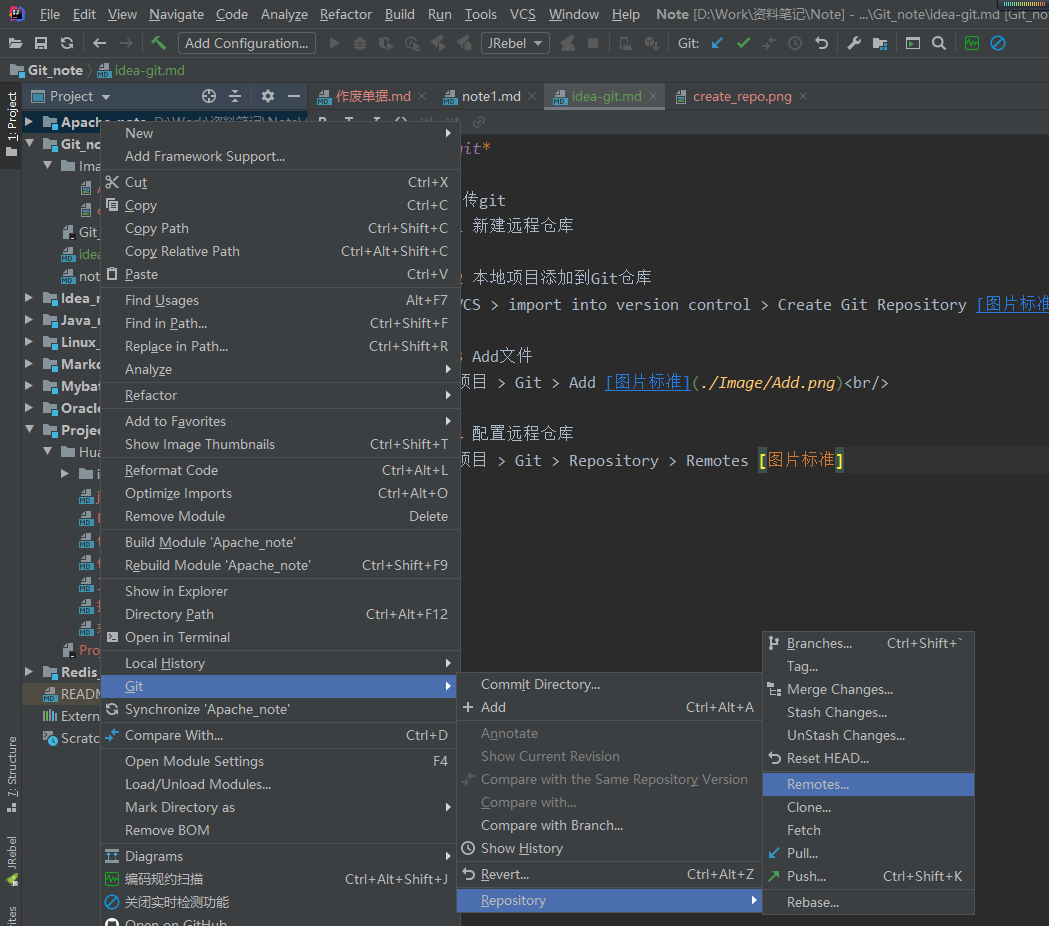 File Edit View Navigate Code Analyze Refactor Build Run Tools VCS Window Help Note [D:\Work\资料笔记\Note] - ...\Git_note\idea-git.md [Git_no
Add Configuration... JRebel Git:
Git_note idea-git.md
Project 作废单据.md note1.md idea-git.md create_repo.png
1: Project
Apache_note D:\Work\资料笔记\Note\
Git_no
Ima
Git_
idea
not
Idea_r
Java_r
Linux_
Marko
Mybat
Oracle
Projec
Hua
Pro
Redis_
READM
Extern
Scratc
7: Structure
JRebel
rites
New
Add Framework Support...
Cut Ctrl+X
Copy Ctrl+C
Copy Path Ctrl+Shift+C
Copy Relative Path Ctrl+Alt+Shift+C
Paste Ctrl+V
Find Usages Alt+F7
Find in Path... Ctrl+Shift+F
Replace in Path... Ctrl+Shift+R
Analyze
Refactor
Add to Favorites
Show Image Thumbnails Ctrl+Shift+T
Reformat Code Ctrl+Alt+L
Optimize Imports Ctrl+Alt+O
Remove Module Delete
Build Module 'Apache_note'
Rebuild Module 'Apache_note' Ctrl+Shift+F9
Show in Explorer
Directory Path Ctrl+Alt+F12
Open in Terminal
Local History
Git
Synchronize 'Apache_note'
Compare With... Ctrl+D
Open Module Settings F4
Load/Unload Modules...
Mark Directory as
Remove BOM
Diagrams
编码规约扫描 Ctrl+Alt+Shift+J
关闭实时检测功能
Open on GitHub
git*
传git
新建远程仓库
本地项目添加到Git仓库
VCS > import into version control > Create Git Repository [图片标准
Add文件
项目 > Git > Add [图片标准](./Image/Add.png)<br/>
配置远程仓库
项目 > Git > Repository > Remotes [图片标准]
Commit Directory...
Add Ctrl+Alt+A
Annotate
Show Current Revision
Compare with the Same Repository Version
Compare with...
Compare with Branch...
Show History
Revert... Ctrl+Alt+Z
Repository
Branches... Ctrl+Shift+`
Tag...
Merge Changes...
Stash Changes...
UnStash Changes...
Reset HEAD...
Remotes...
Clone...
Fetch
Pull...
Push... Ctrl+Shift+K
Rebase...